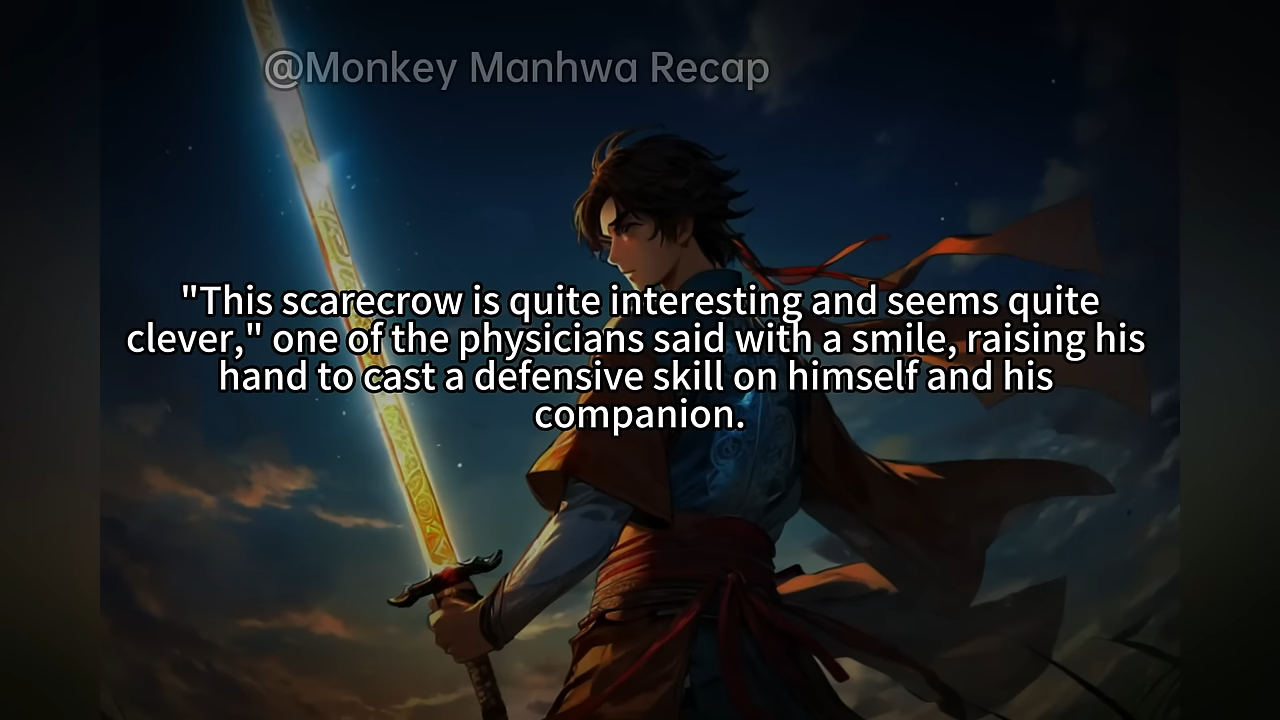 @Monkey Manhwa Recap
"This scarecrow is quite interesting and seems quite
clever," one of the physicians said with a smile, raising his
hand to cast a defensive skill on himself and his
companion.